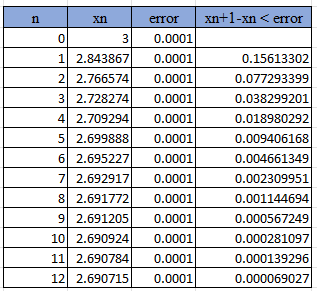 n xn error xn+1-xn < error
0 3 0.0001
1 2.843867 0.0001 0.15613302
2 2.766574 0.0001 0.077293399
3 2.728274 0.0001 0.038299201
4 2.709294 0.0001 0.018980292
5 2.699888 0.0001 0.009406168
6 2.695227 0.0001 0.004661349
7 2.692917 0.0001 0.002309951
8 2.691772 0.0001 0.001144694
9 2.691205 0.0001 0.000567249
10 2.690924 0.0001 0.000281097
11 2.690784 0.0001 0.000139296
12 2.690715 0.0001 0.000069027